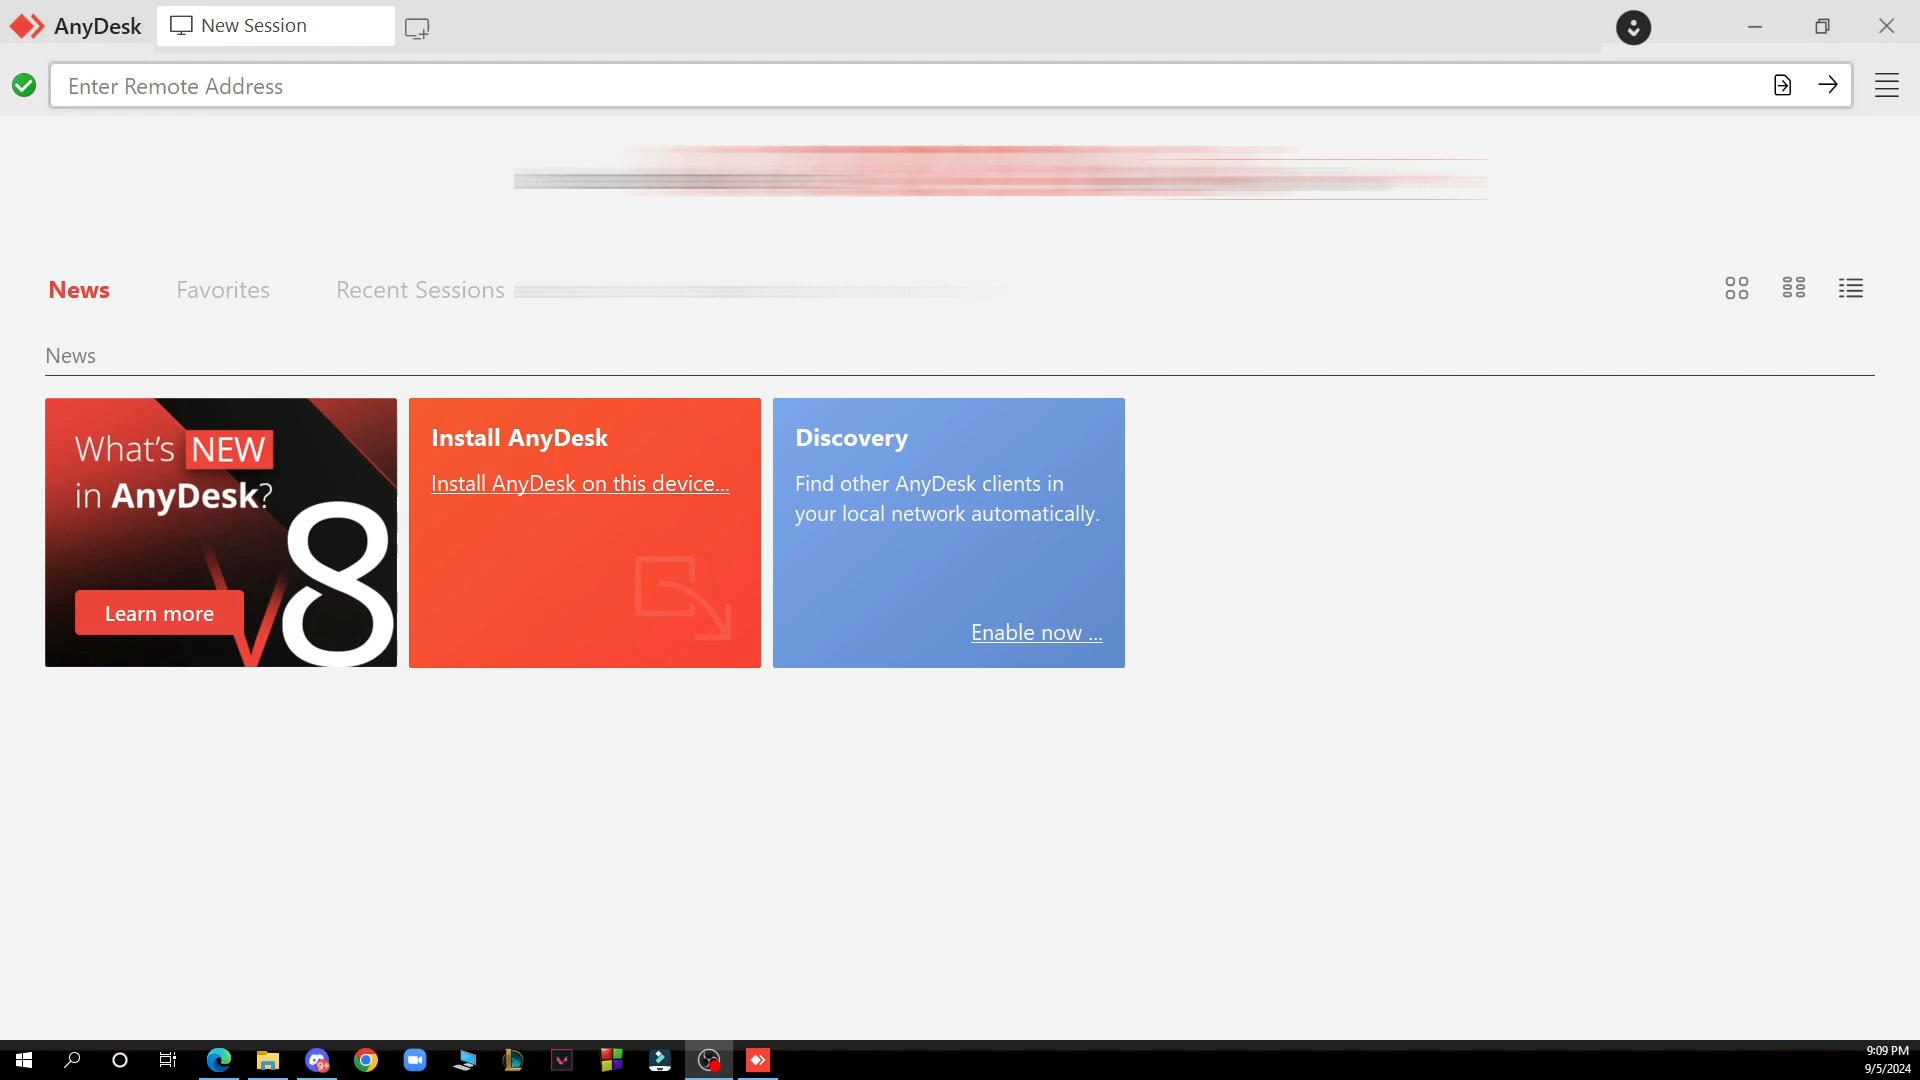 AnyDesk
New Session
Enter Remote Address
News
Favorites
Recent Sessions
News
What's NEW
in AnyDesk?
Learn more
V8
Install AnyDesk
Install AnyDesk on this device...
Discovery
Find other AnyDesk clients in
your local network automatically.
Enable now ...
9+
9:09 PM
9/5/2024